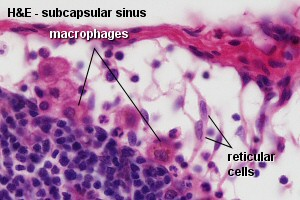 H&E - subcapsular sinus
macrophages
reticular
cells